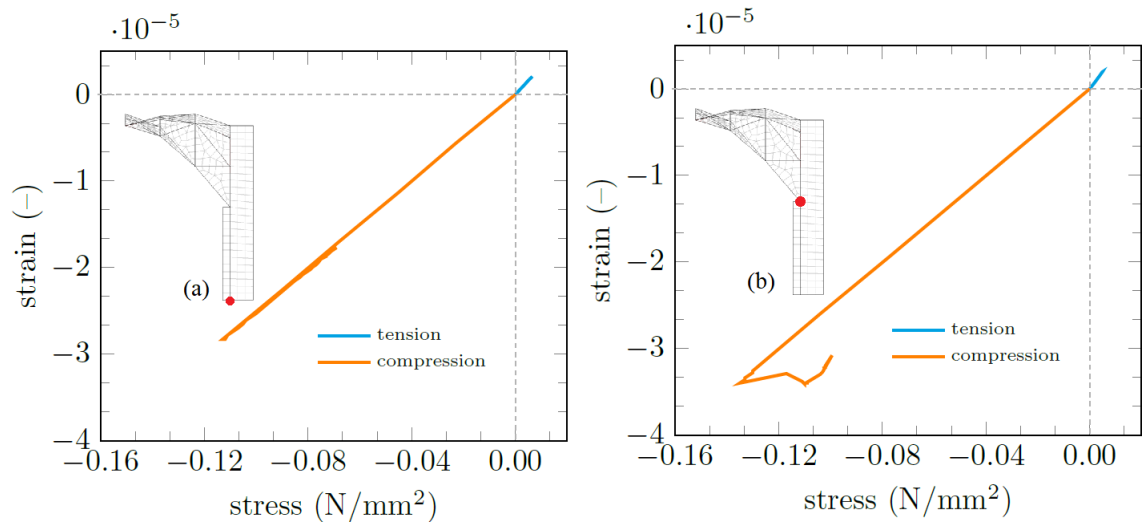 ·10⁻⁵
0
−1
−2
−3
−4
strain (−)
(a)
tension
compression
−0.16 −0.12 −0.08 −0.04 0.00
stress (N/mm²)
·10⁻⁵
0
−1
−2
−3
−4
strain (−)
(b)
tension
compression
−0.16 −0.12 −0.08 −0.04 0.00
stress (N/mm²)